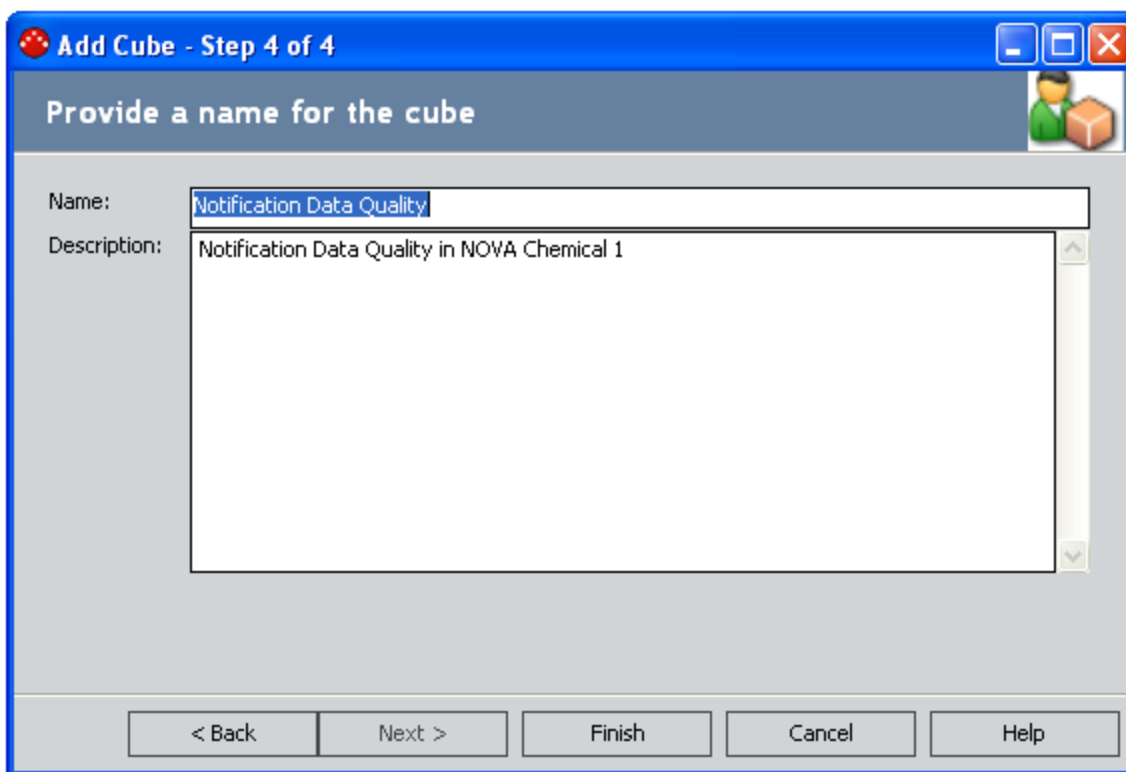 Add Cube - Step 4 of 4
Provide a name for the cube
Name: Notification Data Quality
Description: Notification Data Quality in NOVA Chemical 1
< Back Next > Finish Cancel Help